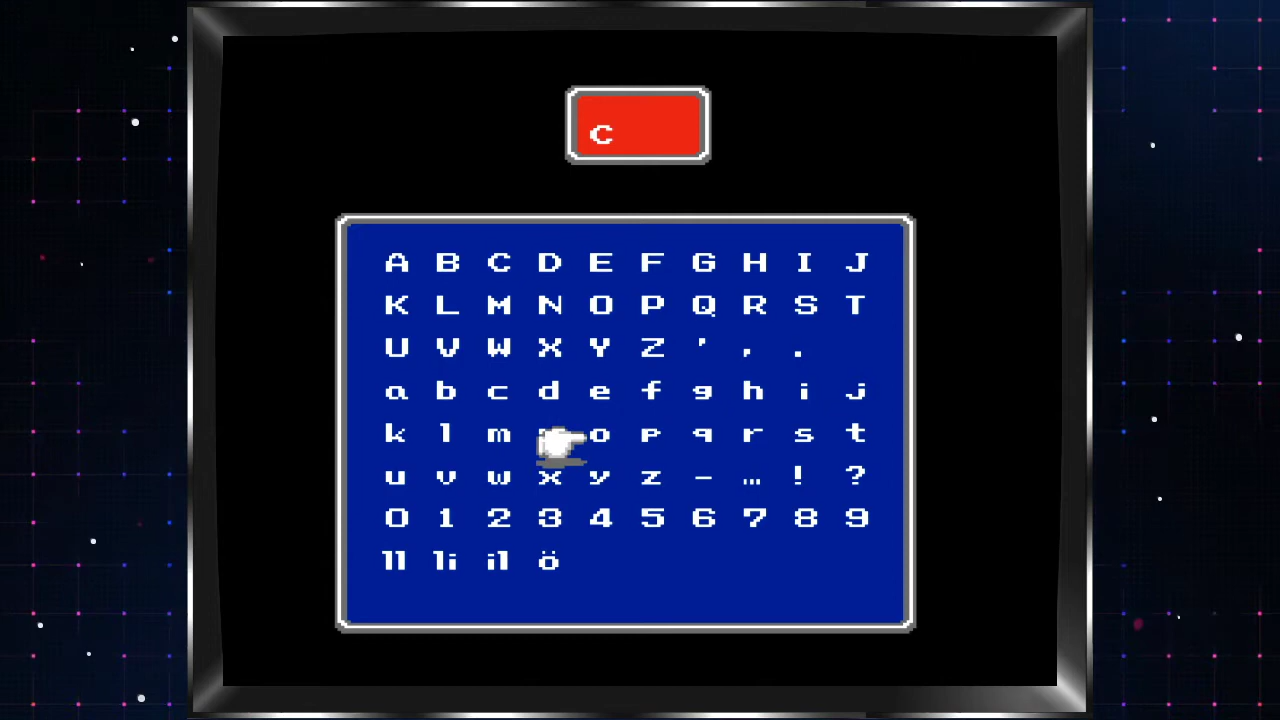 C
A B C D E F G H I J
K L M N O P Q R S T
U V W X Y Z ' , .
a b c d e f g h i j
k l m o p q r s t
u v w x y z - … ! ?
0 1 2 3 4 5 6 7 8 9
ll li il ö